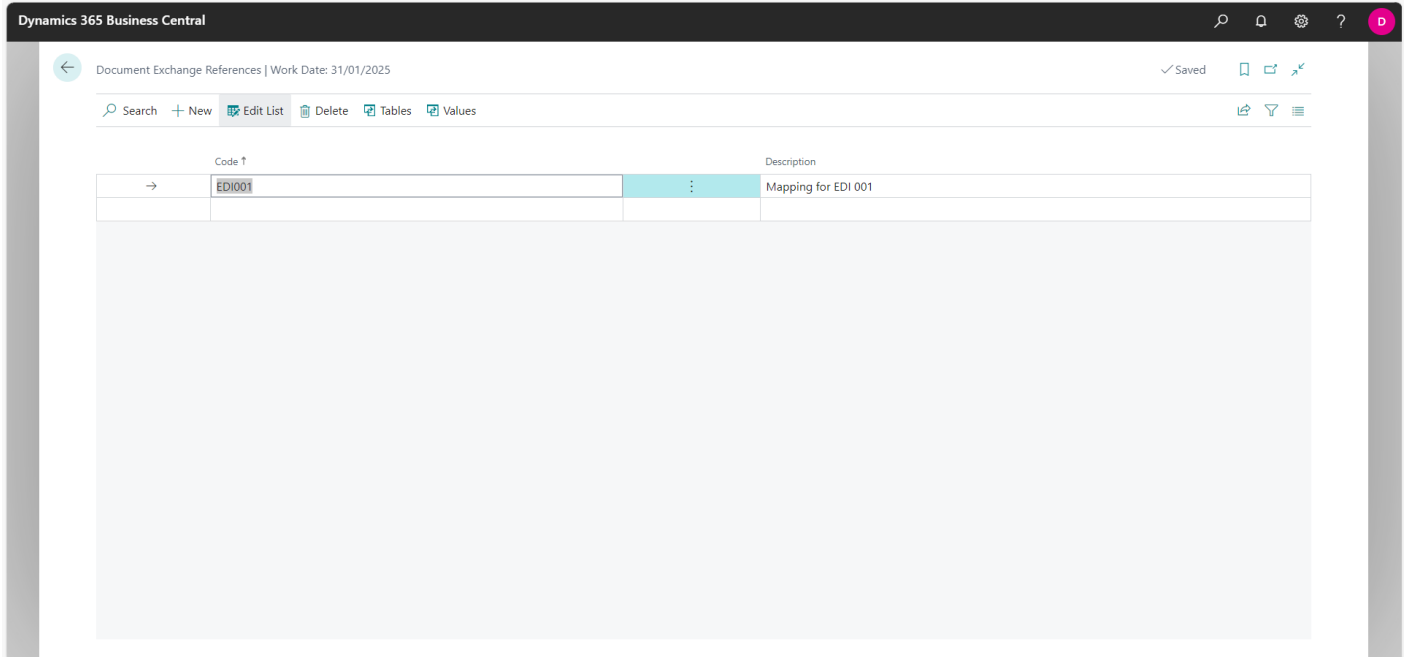 Dynamics 365 Business Central
?
D
Document Exchange References | Work Date: 31/01/2025
Saved
Search New Edit List Delete Tables Values
Code ↑ Description
EDI001 Mapping for EDI 001